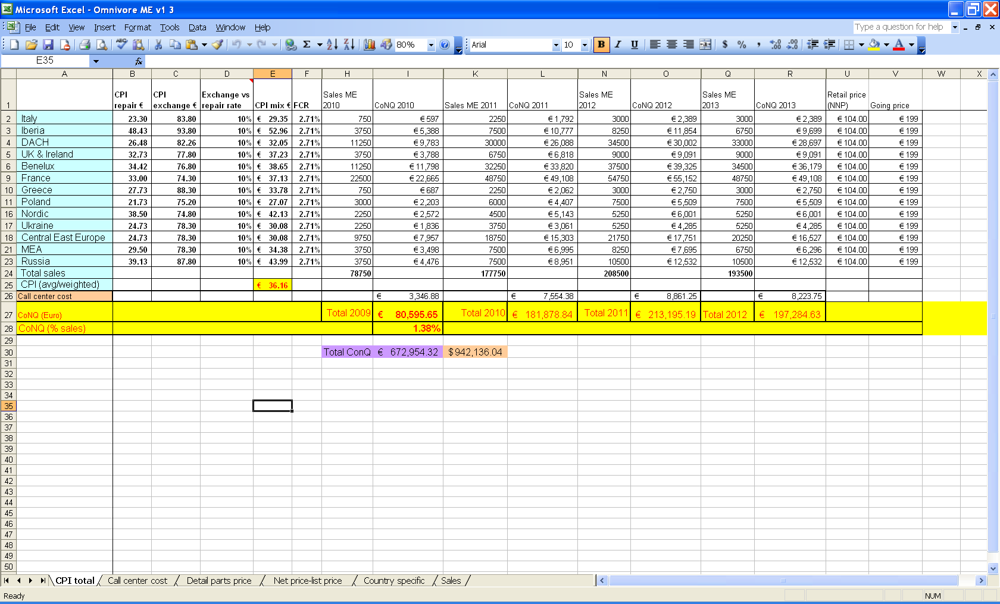 Microsoft Excel - Omnivore ME v1 3
File Edit View Insert Format Tools Data Window Help Type a question for help
80% Arial 10 B I U $ % ,
E35 fx
A B C D E F H I K L N O Q R U V W X
1 CPI repair € CPI exchange € Exchange vs repair rate CPI mix € FCR Sales ME 2010 CoNQ 2010 Sales ME 2011 CoNQ 2011 Sales ME 2012 CoNQ 2012 Sales ME 2013 CoNQ 2013 Retail price (NNP) Going price
2 Italy 23.30 83.80 10% € 29.35 2.71% 750 € 597 2250 € 1,792 3000 € 2,389 3000 € 2,389 € 104.00 € 199
3 Iberia 48.43 93.80 10% € 52.96 2.71% 3750 € 5,388 7500 € 10,777 8250 € 11,854 6750 € 9,699 € 104.00 € 199
4 DACH 26.48 82.26 10% € 32.05 2.71% 11250 € 9,783 30000 € 26,088 34500 € 30,002 33000 € 28,697 € 104.00 € 199
5 UK & Ireland 32.73 77.80 10% € 37.23 2.71% 3750 € 3,788 6750 € 6,818 9000 € 9,091 9000 € 9,091 € 104.00 € 199
6 Benelux 34.42 76.80 10% € 38.65 2.71% 11250 € 11,798 32250 € 33,820 37500 € 39,325 34500 € 36,179 € 104.00 € 199
9 France 33.00 74.30 10% € 37.13 2.71% 22500 € 22,665 48750 € 49,108 54750 € 55,152 48750 € 49,108 € 104.00 € 199
10 Greece 27.73 88.30 10% € 33.78 2.71% 750 € 687 2250 € 2,062 3000 € 2,750 3000 € 2,750 € 104.00 € 199
11 Poland 21.73 75.20 10% € 27.07 2.71% 3000 € 2,203 6000 € 4,407 7500 € 5,509 7500 € 5,509 € 104.00 € 199
16 Nordic 38.50 74.80 10% € 42.13 2.71% 2250 € 2,572 4500 € 5,143 5250 € 6,001 5250 € 6,001 € 104.00 € 199
17 Ukraine 24.73 78.30 10% € 30.08 2.71% 2250 € 1,836 3750 € 3,061 5250 € 4,285 5250 € 4,285 € 104.00 € 199
18 Central East Europe 24.73 78.30 10% € 30.08 2.71% 9750 € 7,957 18750 € 15,303 21750 € 17,751 20250 € 16,527 € 104.00 € 199
21 MEA 29.50 78.30 10% € 34.38 2.71% 3750 € 3,498 7500 € 6,995 8250 € 7,695 6750 € 6,296 € 104.00 € 199
23 Russia 39.13 87.80 10% € 43.99 2.71% 3750 € 4,476 7500 € 8,951 10500 € 12,532 10500 € 12,532 € 104.00 € 199
24 Total sales 78750 177750 208500 193500
25 CPI (avg/weighted) € 36.16
26 Call center cost € 3,346.88 € 7,554.38 € 8,861.25 € 8,223.75
27 CoNQ (Euro) Total 2009 € 80,595.65 Total 2010 € 181,878.84 Total 2011 € 213,195.19 Total 2012 € 197,284.63
28 CoNQ (% sales) 1.38%
29
30 Total ConQ € 672,954.32 $942,136.04
31
32
33
34
35
36
37
38
39
40
41
42
43
44
45
46
47
48
49
50
CPI total Call center cost Detail parts price Net price-list price Country specific Sales
Ready NUM